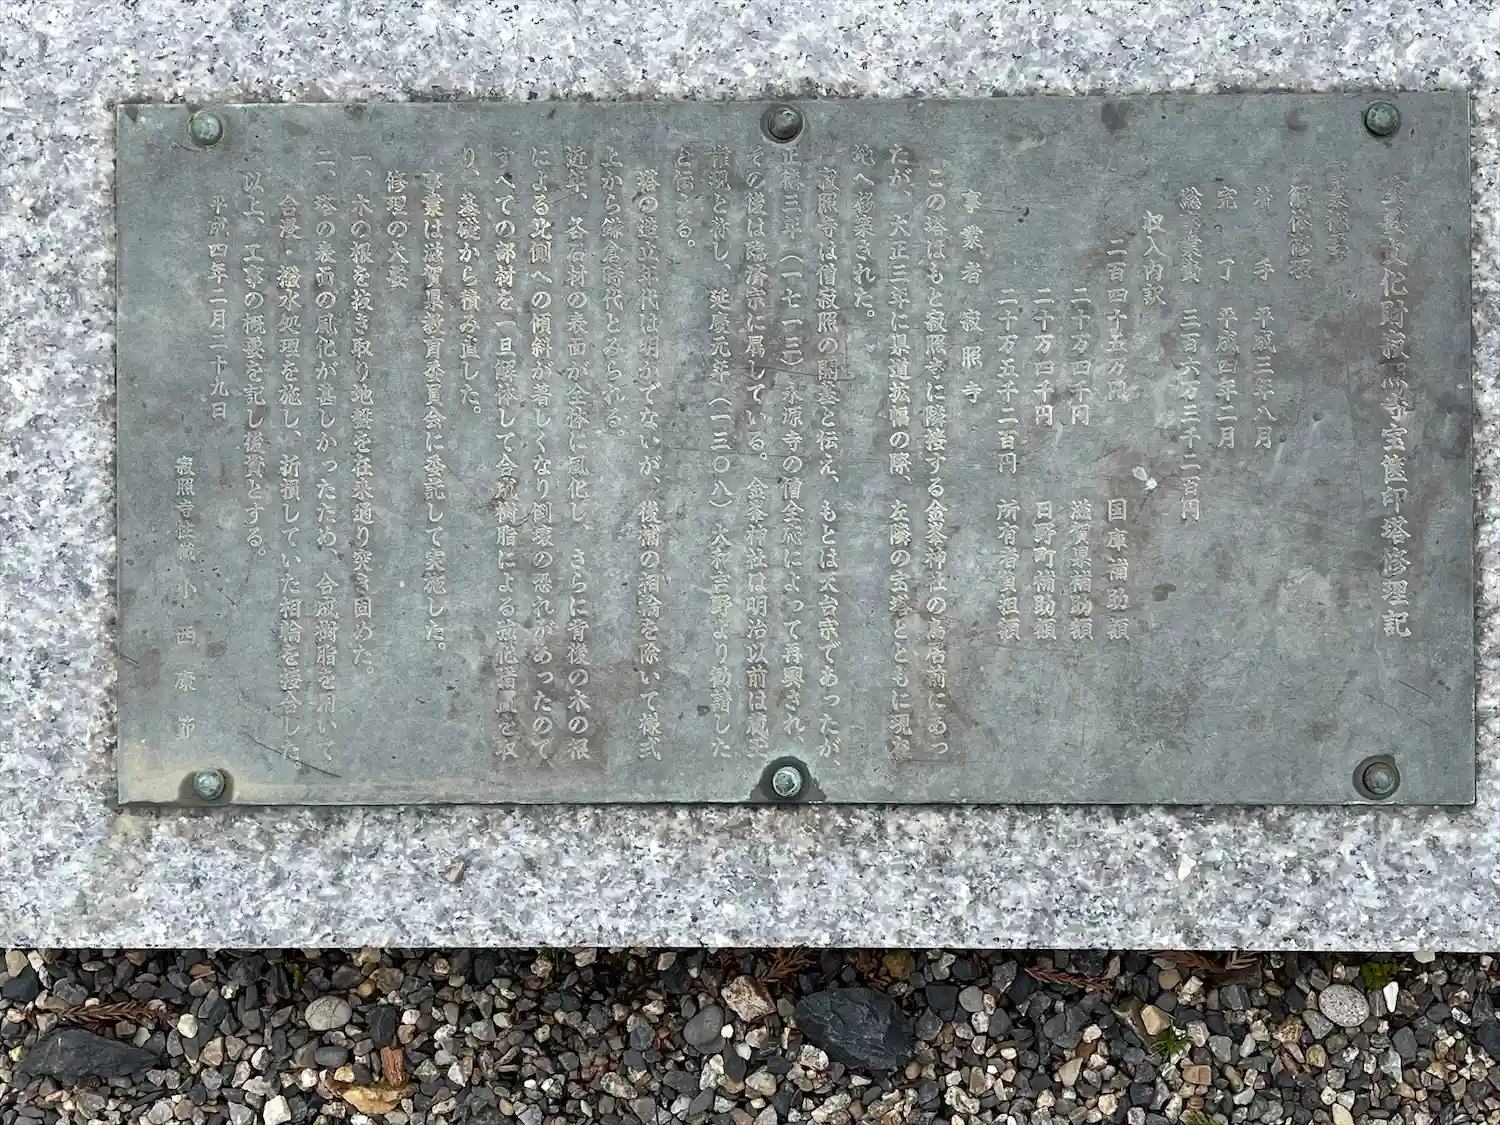 重要文化財寂照寺宝篋印塔修理記
事業概要
解体修理
着手　平成三年八月
完了　平成四年二月
総事業費　三百六万三千二百円
収入内訳
二百四十五万円　国庫補助額
二十万四千円　滋賀県補助額
二十万四千円　日野町補助額
二十万五千二百円　所有者負担額
事業者　寂照寺
この塔はもと寂照寺に隣接する金峯神社の鳥居前にあっ
たが、大正三年に県道拡幅の際、左隣の宝塔とともに現在
地へ移築された。
寂照寺は僧寂照の開基と伝え、もとは天台宗であったが、
正徳三年（一七一三）永源寺の僧全応によって再興され、
その後は臨済宗に属している。金峯神社は明治以前は蔵王
権現と称し、延慶元年（一三〇八）大和吉野より勧請した
と伝える。
塔の造立年代は明かでないが、後補の相輪を除いて様式
上から鎌倉時代とみられる。
近年、各石材の表面が全体に風化し、さらに背後の木の根
による北側への傾斜が著しくなり倒壊の恐れがあったので
すべての部材を一旦解体して合成樹脂による強化措置を取
り、基礎から積み直した。
事業は滋賀県教育委員会に委託して実施した。
修理の大要
一、木の根を抜き取り地盤を在来通り突き固めた。
二、塔の表面の風化が甚しかったため、合成樹脂を用いて
含浸・撥水処理を施し、折損していた相輪を接合した。
以上、工事の概要を記し後資とする。
平成四年二月二十九日
寂照寺住職　小西康節